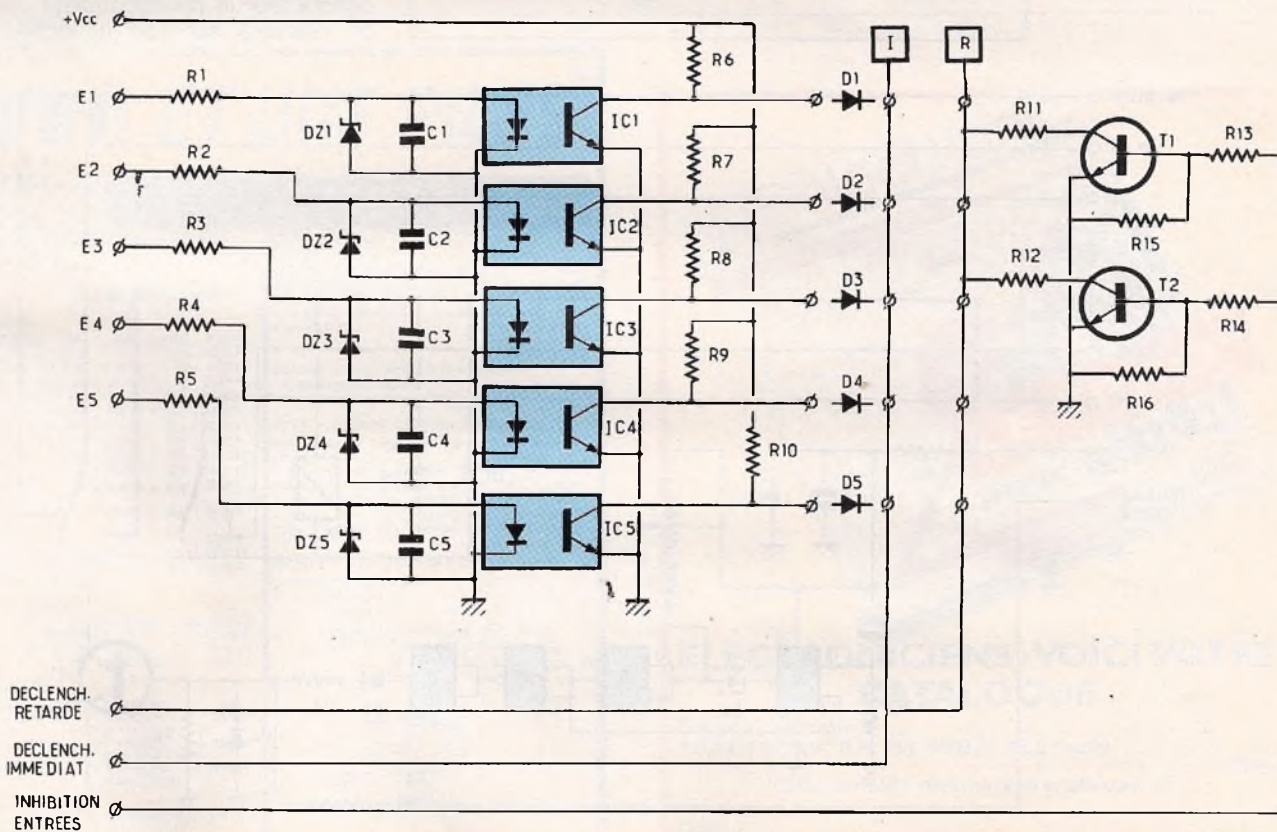 +Vcc
I
R
R1
R6
D1
E1
R11
T1
R13
DZ1
C1
IC1
R2
R7
E2
D2
R15
DZ2
C2
IC2
R3
R8
E3
R12
T2
D3
R14
DZ3
C3
IC3
R4
R9
E4
R16
D4
R5
E5
DZ4
C4
IC4
R10
D5
DZ5
C5
IC5
DECLENCH.
RETARDE
DECLENCH.
IMMEDIAT
INHIBITION
ENTREES